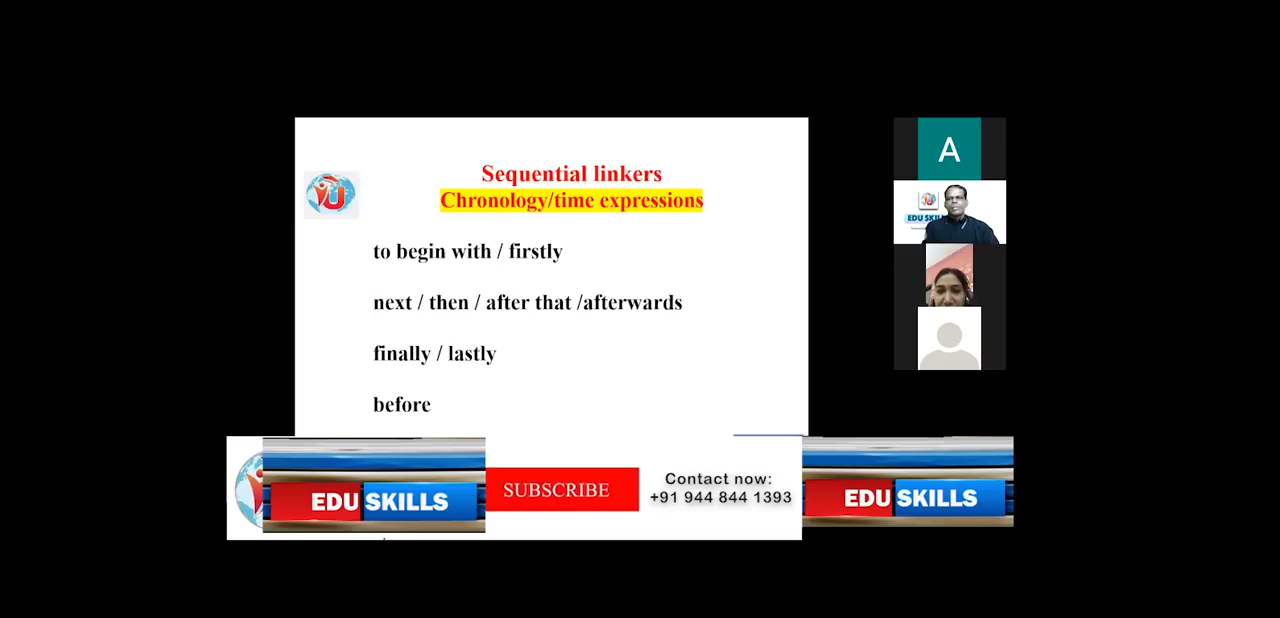 Sequential linkers
Chronology/time expressions
to begin with / firstly
next / then / after that /afterwards
finally / lastly
before
A
EDU SKILLS
SUBSCRIBE
Contact now:
+91 944 844 1393
EDU SKILLS